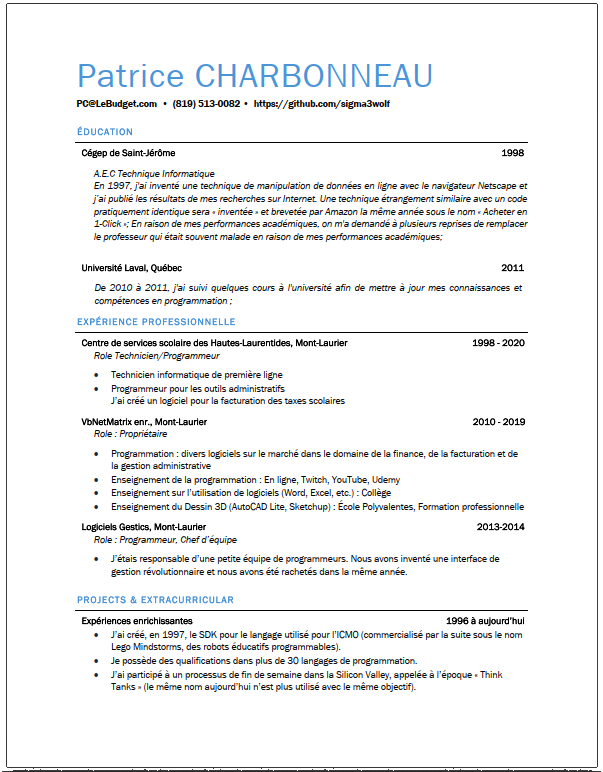 Patrice CHARBONNEAU
PC@LeBudget.com • (819) 513-0082 • https://github.com/sigma3wolf
ÉDUCATION
Cégep de Saint-Jérôme 1998
A.E.C Technique Informatique
En 1997, j'ai inventé une technique de manipulation de données en ligne avec le navigateur Netscape et
j'ai publié les résultats de mes recherches sur Internet. Une technique étrangement similaire avec un code
pratiquement identique sera « inventée » et brevetée par Amazon la même année sous le nom « Acheter en
1-Click »; En raison de mes performances académiques, on m'a demandé à plusieurs reprises de remplacer
le professeur qui était souvent malade en raison de mes performances académiques;
Université Laval, Québec 2011
De 2010 à 2011, j'ai suivi quelques cours à l'université afin de mettre à jour mes connaissances et
compétences en programmation ;
EXPÉRIENCE PROFESSIONNELLE
Centre de services scolaire des Hautes-Laurentides, Mont-Laurier 1998 - 2020
Role Technicien/Programmeur
• Technicien informatique de première ligne
• Programmeur pour les outils administratifs
J'ai créé un logiciel pour la facturation des taxes scolaires
VbNetMatrix enr., Mont-Laurier 2010 - 2019
Role : Propriétaire
• Programmation : divers logiciels sur le marché dans le domaine de la finance, de la facturation et de
la gestion administrative
• Enseignement de la programmation : En ligne, Twitch, YouTube, Udemy
• Enseignement sur l'utilisation de logiciels (Word, Excel, etc.) : Collège
• Enseignement du Dessin 3D (AutoCAD Lite, Sketchup) : École Polyvalentes, Formation professionnelle
Logiciels Gestics, Mont-Laurier 2013-2014
Role : Programmeur, Chef d'équipe
• J'étais responsable d'une petite équipe de programmeurs. Nous avons inventé une interface de
gestion révolutionnaire et nous avons été rachetés dans la même année.
PROJECTS & EXTRACURRICULAR
Expériences enrichissantes 1996 à aujourd'hui
• J'ai créé, en 1997, le SDK pour le langage utilisé pour l'ICMO (commercialisé par la suite sous le nom
Lego Mindstorms, des robots éducatifs programmables).
• Je possède des qualifications dans plus de 30 langages de programmation.
• J'ai participé à un processus de fin de semaine dans la Silicon Valley, appelée à l'époque « Think
Tanks » (le même nom aujourd'hui n'est plus utilisé avec le même objectif).